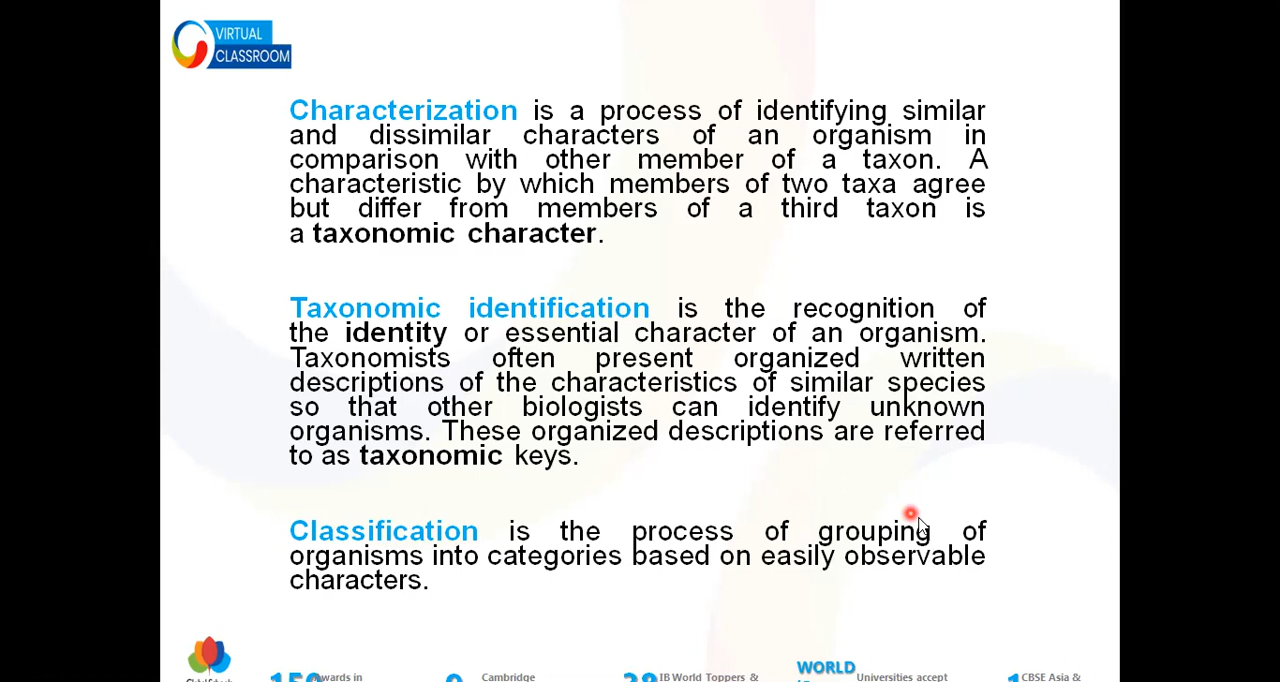 VIRTUAL
CLASSROOM
Characterization is a process of identifying similar
and dissimilar characters of an organism in
comparison with other member of a taxon. A
characteristic by which members of two taxa agree
but differ from members of a third taxon is
a taxonomic character.
Taxonomic identification is the recognition of
the identity or essential character of an organism.
Taxonomists often present organized written
descriptions of the characteristics of similar species
so that other biologists can identify unknown
organisms. These organized descriptions are referred
to as taxonomic keys.
Classification is the process of grouping of
organisms into categories based on easily observable
characters.
Awards in
Cambridge
IB World Toppers &
WORLD
Universities accept
CBSE Asia &